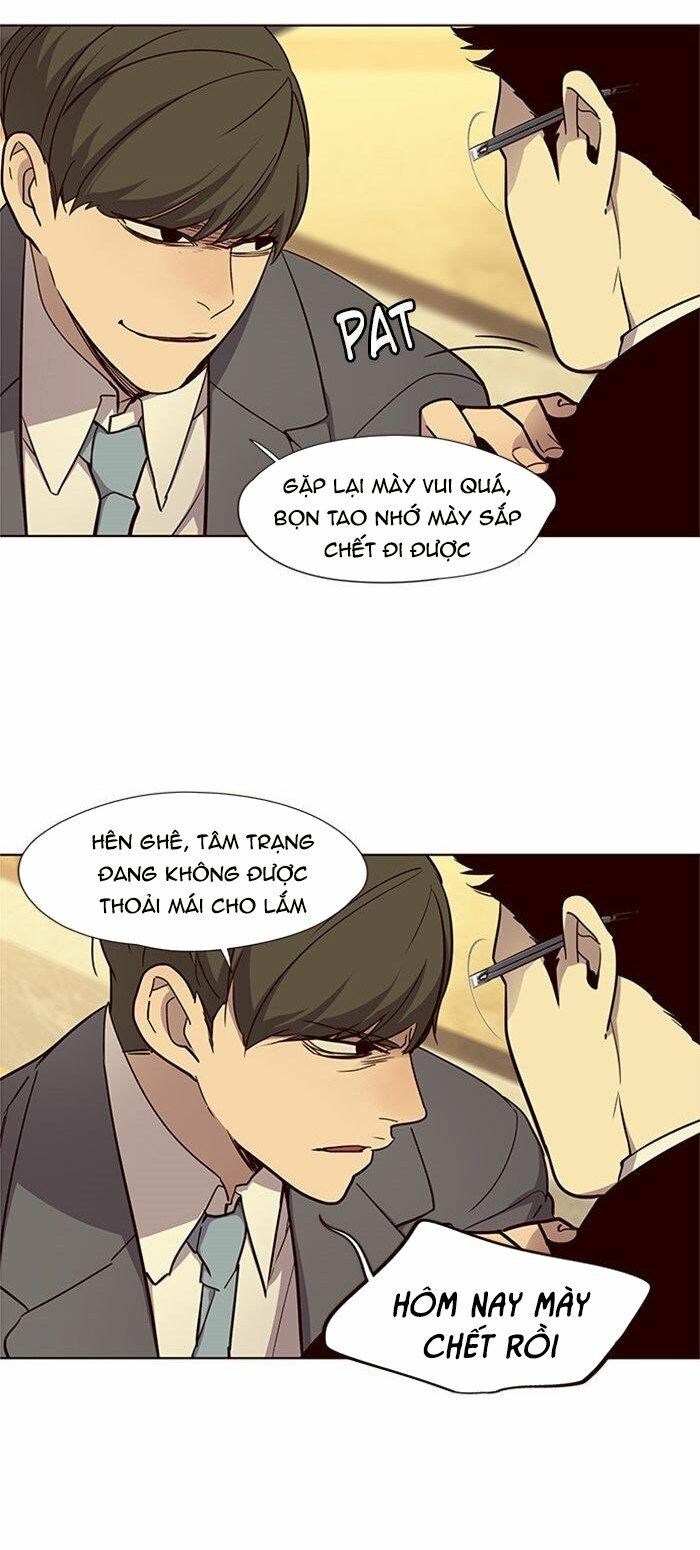 PAT
GẶP LẠI MÀY VUI QUÁ,
BỌN TAO NHỚ MÀY SẮP
CHẾT ĐI ĐƯỢC
HÊN GHÊ, TÂM TRẠNG
ĐANG KHÔNG ĐƯỢC
THOẢI MÁI CHO LẮM
HÔM NAY MÀY
CHẾT RỒI